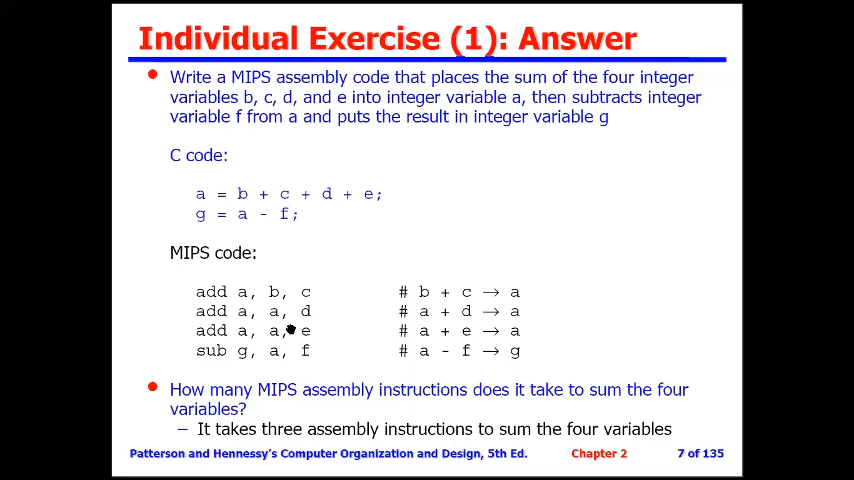 Individual Exercise (1): Answer
Write a MIPS assembly code that places the sum of the four integer
variables b, c, d, and e into integer variable a, then subtracts integer
variable f from a and puts the result in integer variable g
C code:
a = b + c + d + e;
g = a - f;
MIPS code:
add a, b, c # b + c → a
add a, a, d # a + d → a
add a, a, e # a + e → a
sub g, a, f # a - f → g
How many MIPS assembly instructions does it take to sum the four
variables?
– It takes three assembly instructions to sum the four variables
Patterson and Hennessy's Computer Organization and Design, 5th Ed. Chapter 2 7 of 135